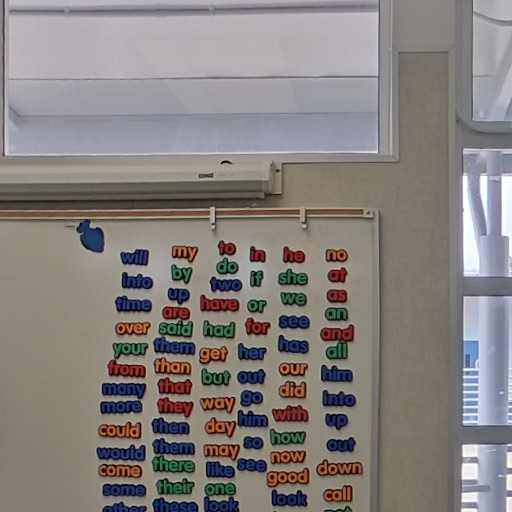 will my to in he no
into by do if she at
time up two or we as
over are have for see an
your said had her has and
from them get out our all
many than but go did him
more that way him with into
could they day so how up
would then may see now out
come them like good down
some there one look call
other their look
these